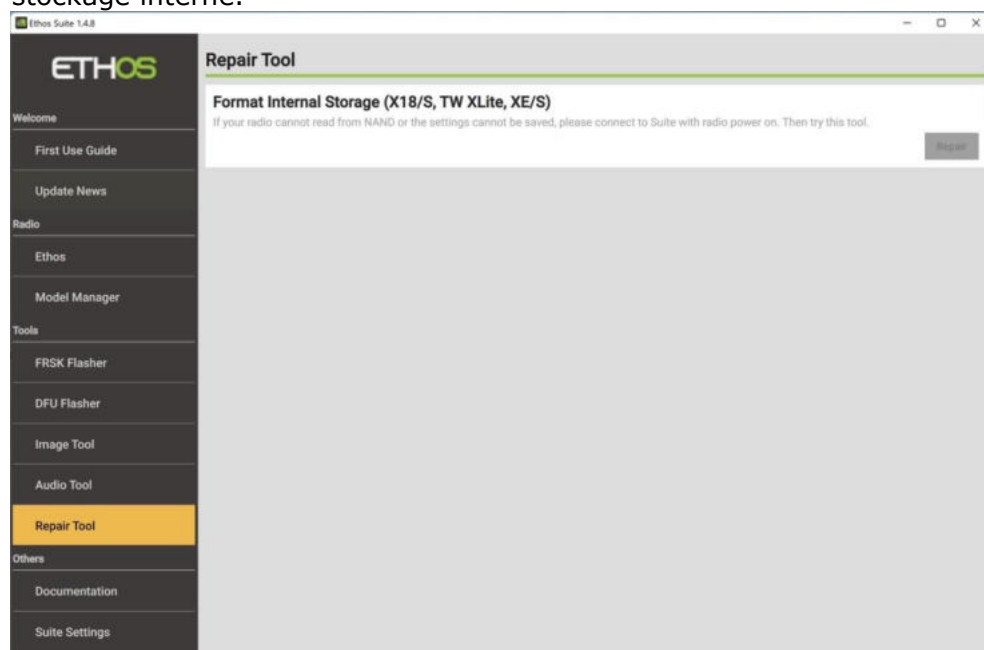 stockage interne.
Ethos Suite 1.4.8
ETHOS
Welcome
First Use Guide
Update News
Radio
Ethos
Model Manager
Tools
FRSK Flasher
DFU Flasher
Image Tool
Audio Tool
Repair Tool
Others
Documentation
Suite Settings
Repair Tool
Format Internal Storage (X18/S, TW XLite, XE/S)
If your radio cannot read from NAND or the settings cannot be saved, please connect to Suite with radio power on. Then try this tool.
Repair